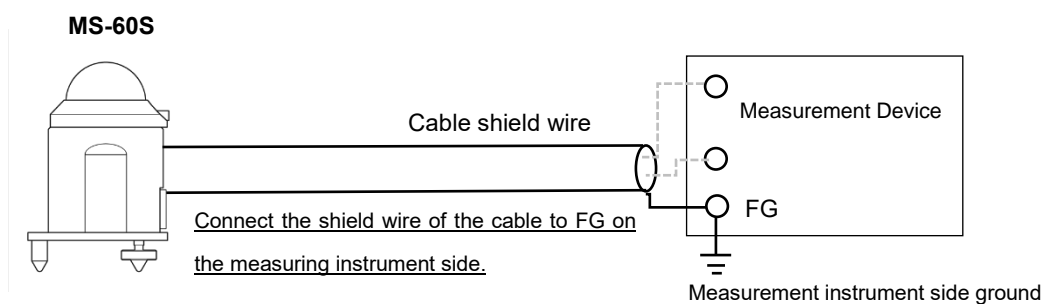 MS-60S
Cable shield wire
Measurement Device
Connect the shield wire of the cable to FG on
the measuring instrument side.
FG
Measurement instrument side ground